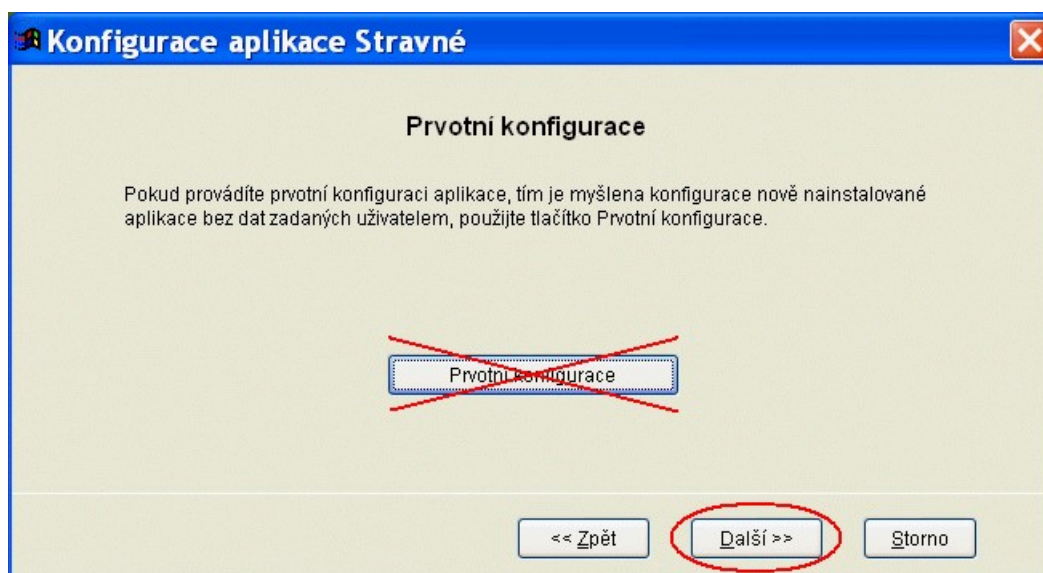 Konfigurace aplikace Stravné
Prvotní konfigurace
Pokud provádíte prvotní konfiguraci aplikace, tím je myšlena konfigurace nově nainstalované
aplikace bez dat zadaných uživatelem, použijte tlačítko Prvotní konfigurace.
Prvotní konfigurace
<< Zpět
Další >>
Storno